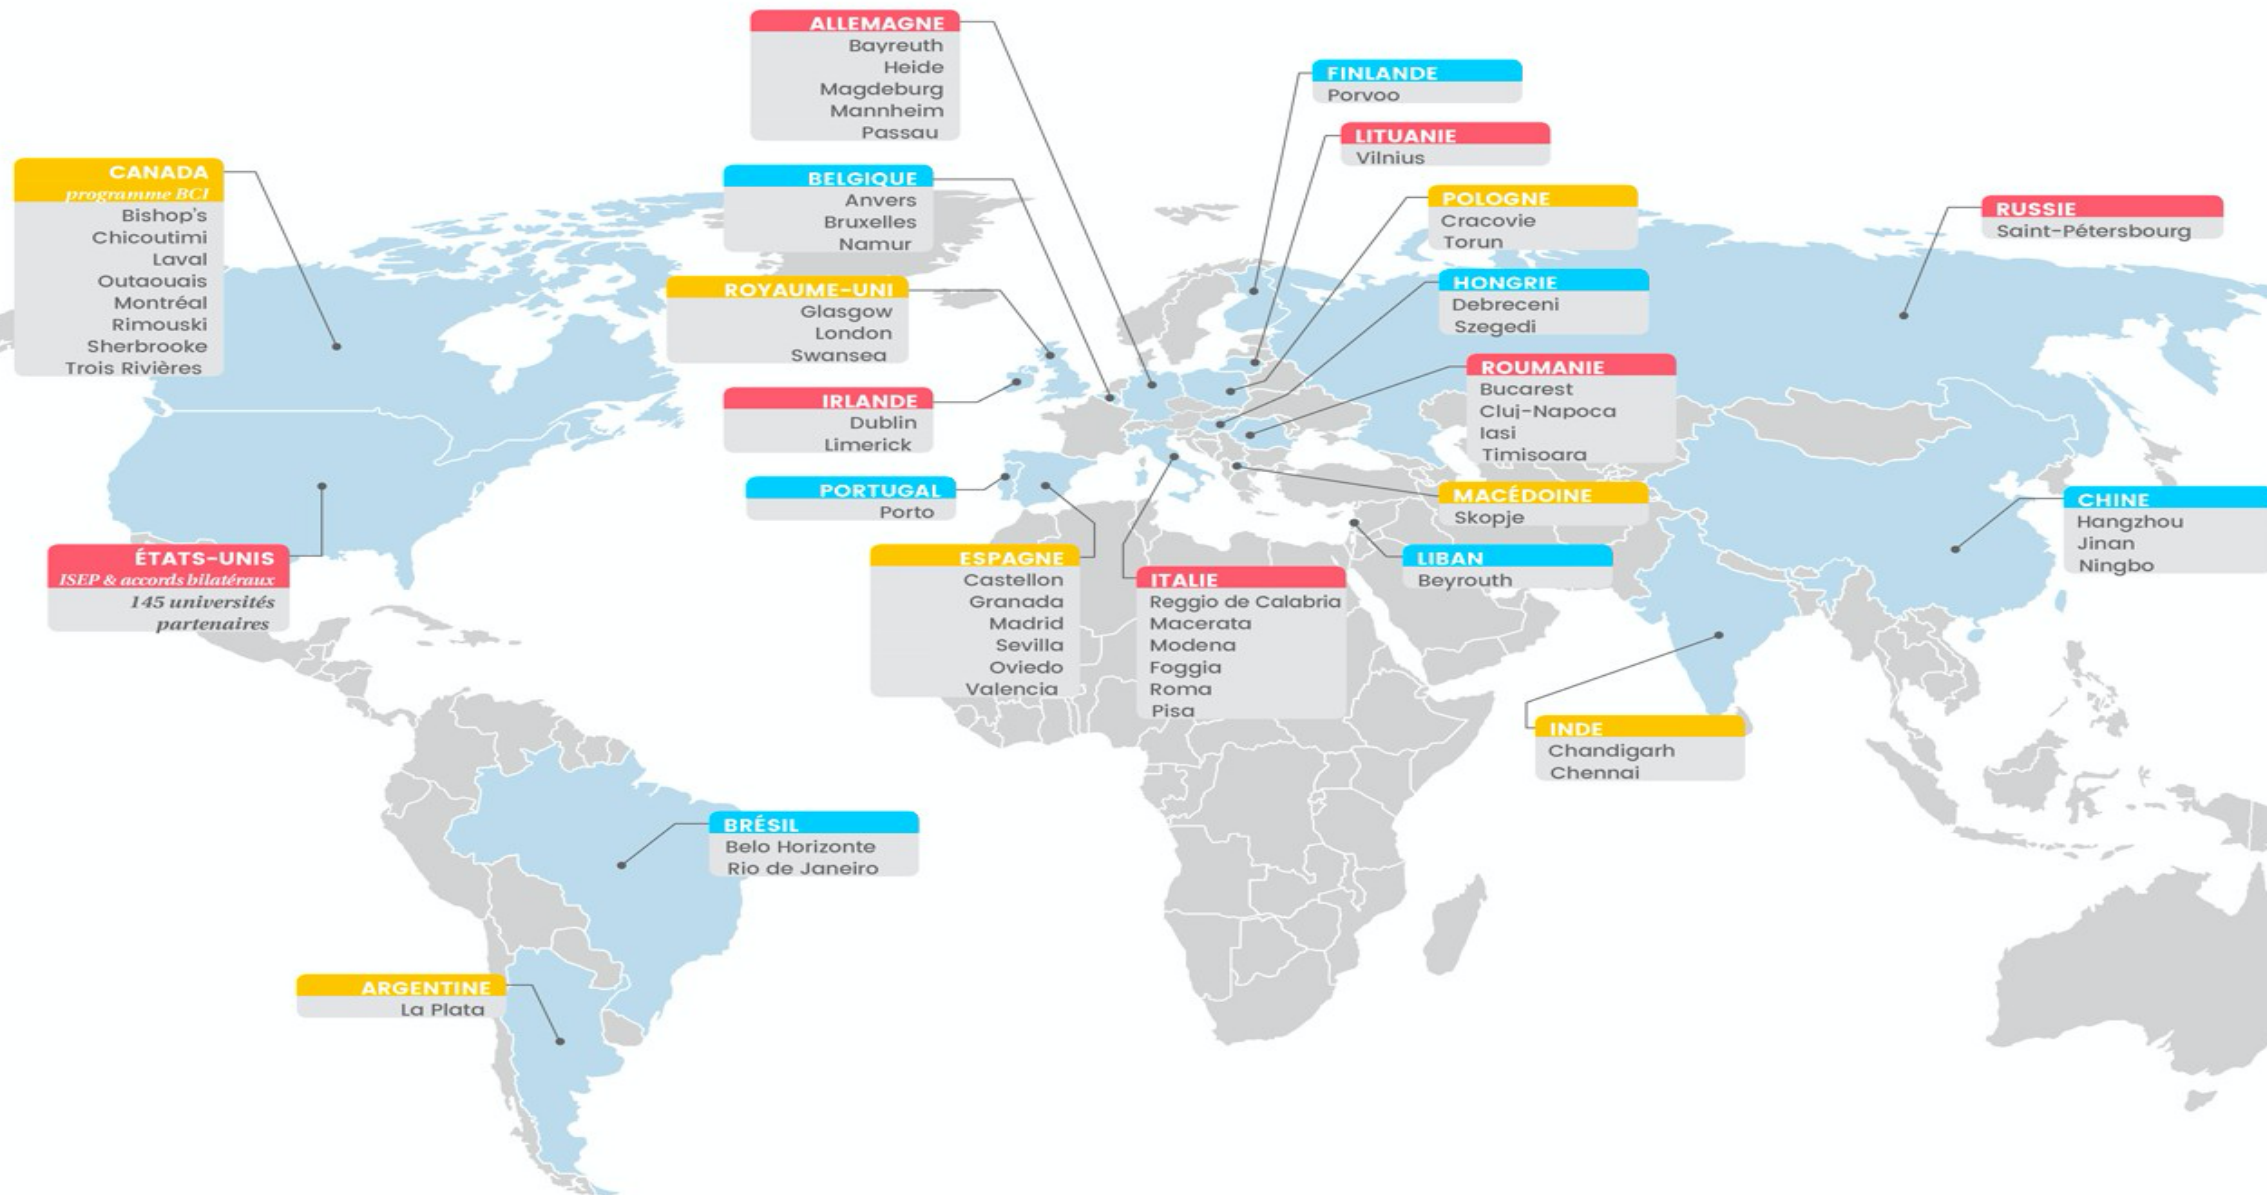 ALLEMAGNE
Bayreuth
Heide
Magdeburg
Mannheim
Passau
FINLANDE
Porvoo
LITUANIE
Vilnius
CANADA
programme BCI
Bishop's
Chicoutimi
Laval
Outaouais
Montréal
Rimouski
Sherbrooke
Trois Rivières
BELGIQUE
Anvers
Bruxelles
Namur
POLOGNE
Cracovie
Torun
RUSSIE
Saint-Pétersbourg
ROYAUME-UNI
Glasgow
London
Swansea
HONGRIE
Debreceni
Szegedi
IRLANDE
Dublin
Limerick
ROUMANIE
Bucarest
Cluj-Napoca
Iasi
Timisoara
PORTUGAL
Porto
MACÉDOINE
Skopje
CHINE
Hangzhou
Jinan
Ningbo
ÉTATS-UNIS
ISEP & accords bilatéraux
145 universités
partenaires
ESPAGNE
Castellon
Granada
Madrid
Sevilla
Oviedo
Valencia
ITALIE
Reggio de Calabria
Macerata
Modena
Foggia
Roma
Pisa
LIBAN
Beyrouth
INDE
Chandigarh
Chennai
BRÉSIL
Belo Horizonte
Rio de Janeiro
ARGENTINE
La Plata